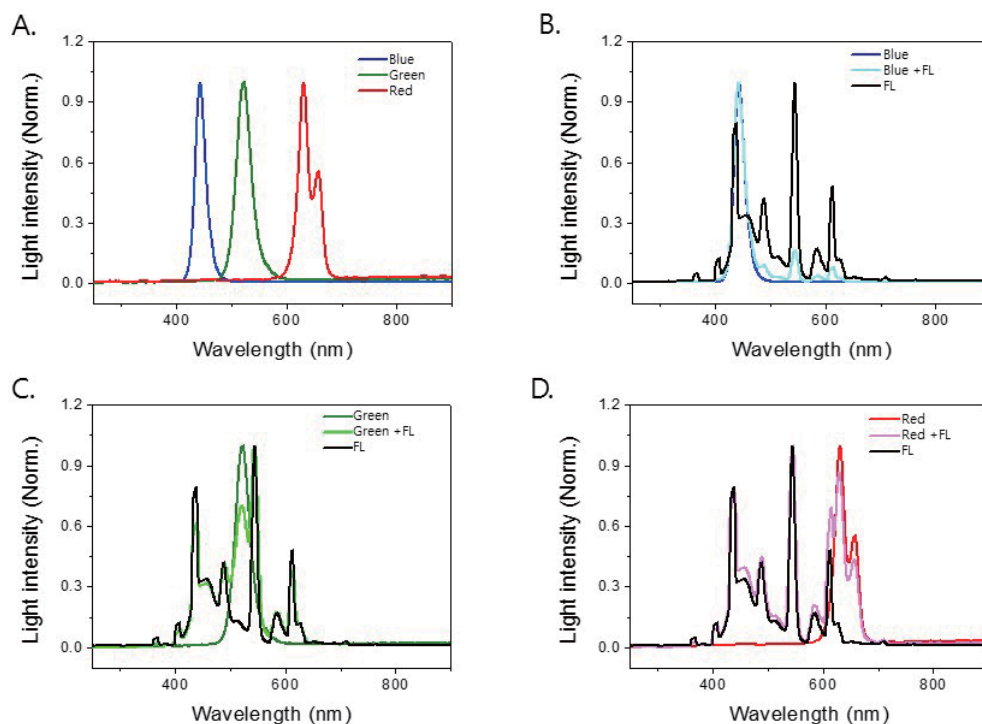 A.
B.
1.2
0.9
0.6
0.3
0.0
400
600
800
Light intensity (Norm.)
Wavelength (nm)
Blue
Green
Red
1.2
0.9
0.6
0.3
0.0
400
600
800
Light intensity (Norm.)
Wavelength (nm)
Blue
Blue +FL
FL
C.
D.
1.2
0.9
0.6
0.3
0.0
400
600
800
Light intensity (Norm.)
Wavelength (nm)
Green
Green +FL
FL
1.2
0.9
0.6
0.3
0.0
400
600
800
Light intensity (Norm.)
Wavelength (nm)
Red
Red +FL
FL